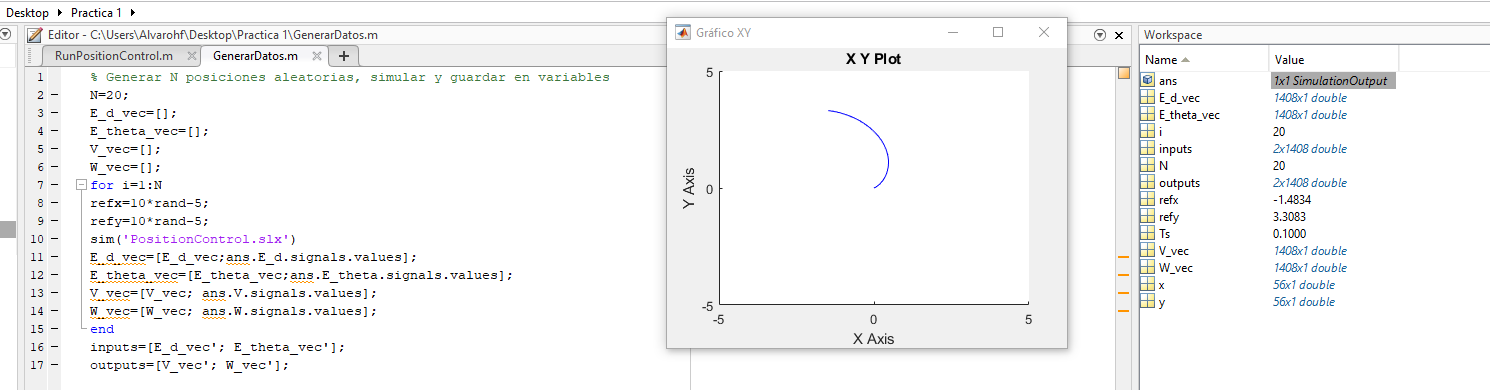 Desktop Practica 1
Editor - C:\Users\Alvarohf\Desktop\Practica 1\GenerarDatos.m
RunPositionControl.m GenerarDatos.m
1 % Generar N posiciones aleatorias, simular y guardar en variables
2 N=20;
3 E_d_vec=[];
4 E_theta_vec=[];
5 V_vec=[];
6 W_vec=[];
7 for i=1:N
8 refx=10*rand-5;
9 refy=10*rand-5;
10 sim('PositionControl.slx')
11 E_d_vec=[E_d_vec;ans.E_d.signals.values];
12 E_theta_vec=[E_theta_vec;ans.E_theta.signals.values];
13 V_vec=[V_vec; ans.V.signals.values];
14 W_vec=[W_vec; ans.W.signals.values];
15 end
16 inputs=[E_d_vec'; E_theta_vec'];
17 outputs=[V_vec'; W_vec'];
Gráfico XY
X Y Plot
5
0
-5
Y Axis
-5 0 5
X Axis
Workspace
Name Value
ans 1x1 SimulationOutput
E_d_vec 1408x1 double
E_theta_vec 1408x1 double
i 20
inputs 2x1408 double
N 20
outputs 2x1408 double
refx -1.4834
refy 3.3083
Ts 0.1000
V_vec 1408x1 double
W_vec 1408x1 double
x 56x1 double
y 56x1 double